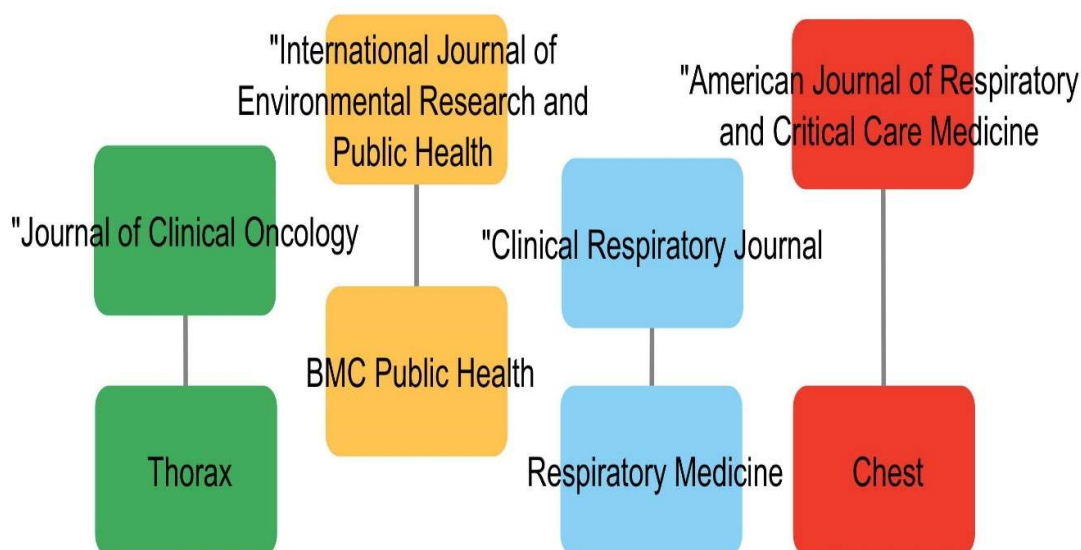 "International Journal of
Environmental Research and
Public Health
"American Journal of Respiratory
and Critical Care Medicine
"Journal of Clinical Oncology
"Clinical Respiratory Journal
BMC Public Health
Thorax
Respiratory Medicine
Chest